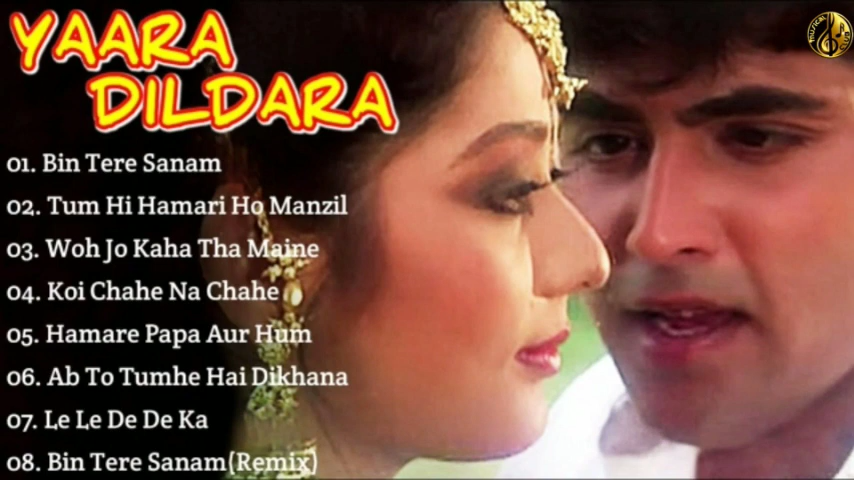 YAARA
DILDARA
01. Bin Tere Sanam
02. Tum Hi Hamari Ho Manzil
03. Woh Jo Kaha Tha Maine
04. Koi Chahe Na Chahe
05. Hamare Papa Aur Hum
06. Ab To Tumhe Hai Dikhana
07. Le Le De De Ka
08. Bin Tere Sanam(Remix)
MUSICAL
CLUB